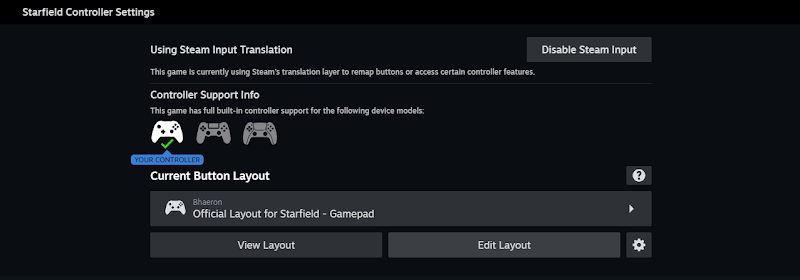 Starfield Controller Settings
Using Steam Input Translation
Disable Steam Input
This game is currently using Steam's translation layer to remap buttons or access certain controller features.
Controller Support Info
This game has full built-in controller support for the following device models:
YOUR CONTROLLER
Current Button Layout
?
Bhaeron
Official Layout for Starfield - Gamepad
View Layout
Edit Layout